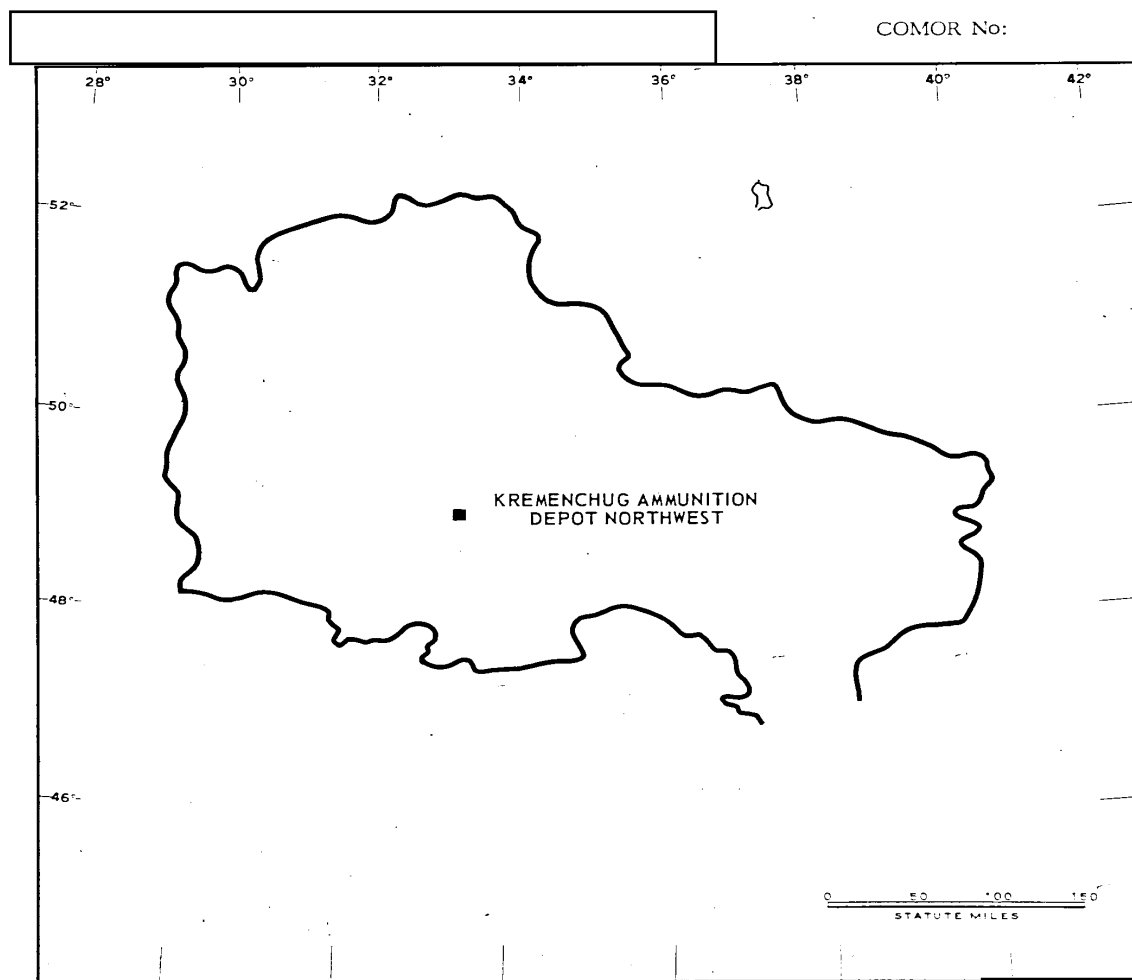 COMOR No:
28° 30° 32° 34° 36° 38° 40° 42°
52°
50°
KREMENCHUG AMMUNITION
DEPOT NORTHWEST
48°
46°
0 50 100 150
STATUTE MILES